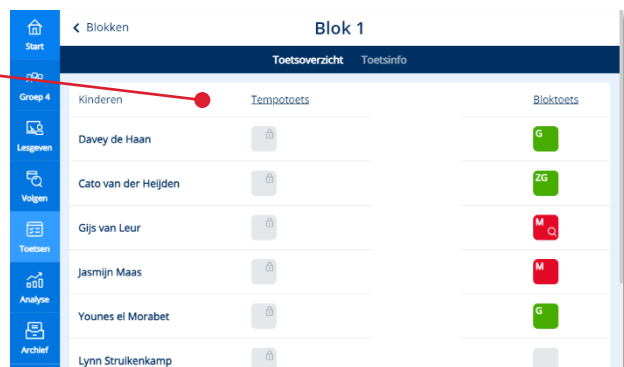 Start
Groep 4
Lesgeven
Volgen
Toetsen
Analyse
Archief
Blokken
Blok 1
Toetsoverzicht Toetsinfo
Kinderen Tempotoets Bloktoets
Davey de Haan G
Cato van der Heijden ZG
Gijs van Leur M
Jasmijn Maas M
Younes el Morabet G
Lynn Struikenkamp